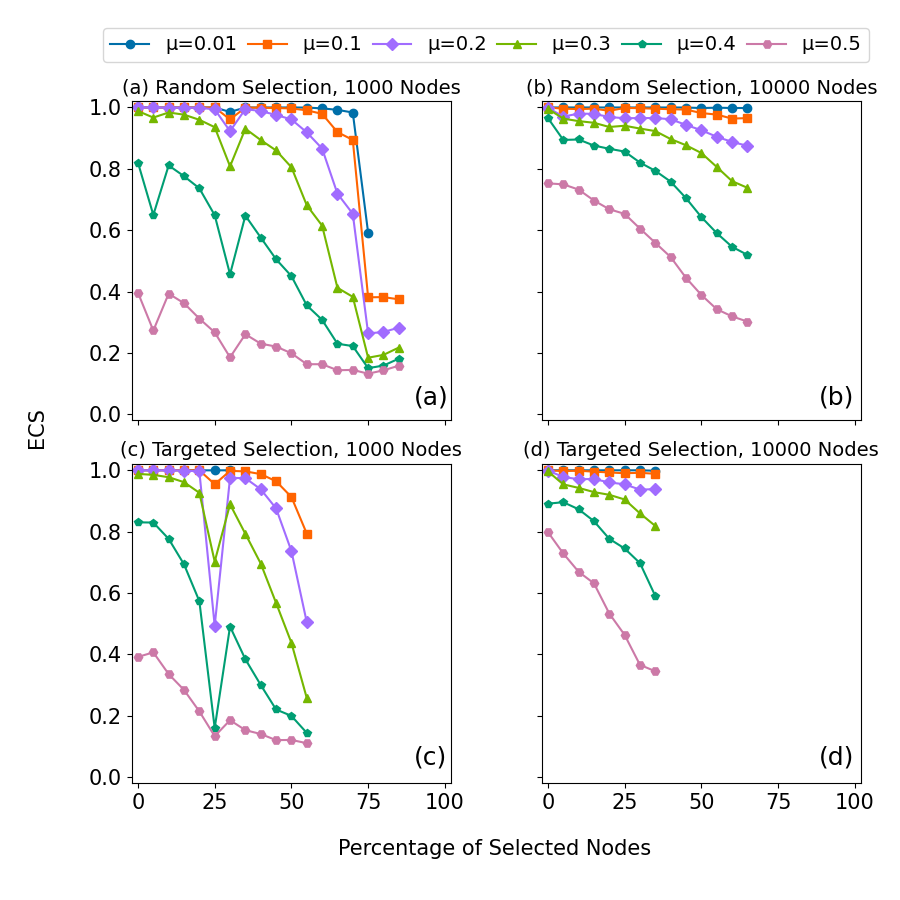 μ=0.01 μ=0.1 μ=0.2 μ=0.3 μ=0.4 μ=0.5
(a) Random Selection, 1000 Nodes
(b) Random Selection, 10000 Nodes
1.0
0.8
0.6
0.4
0.2
0.0
(a)
(b)
ECS
(c) Targeted Selection, 1000 Nodes
(d) Targeted Selection, 10000 Nodes
1.0
0.8
0.6
0.4
0.2
0.0
(c)
(d)
0 25 50 75 100
0 25 50 75 100
Percentage of Selected Nodes